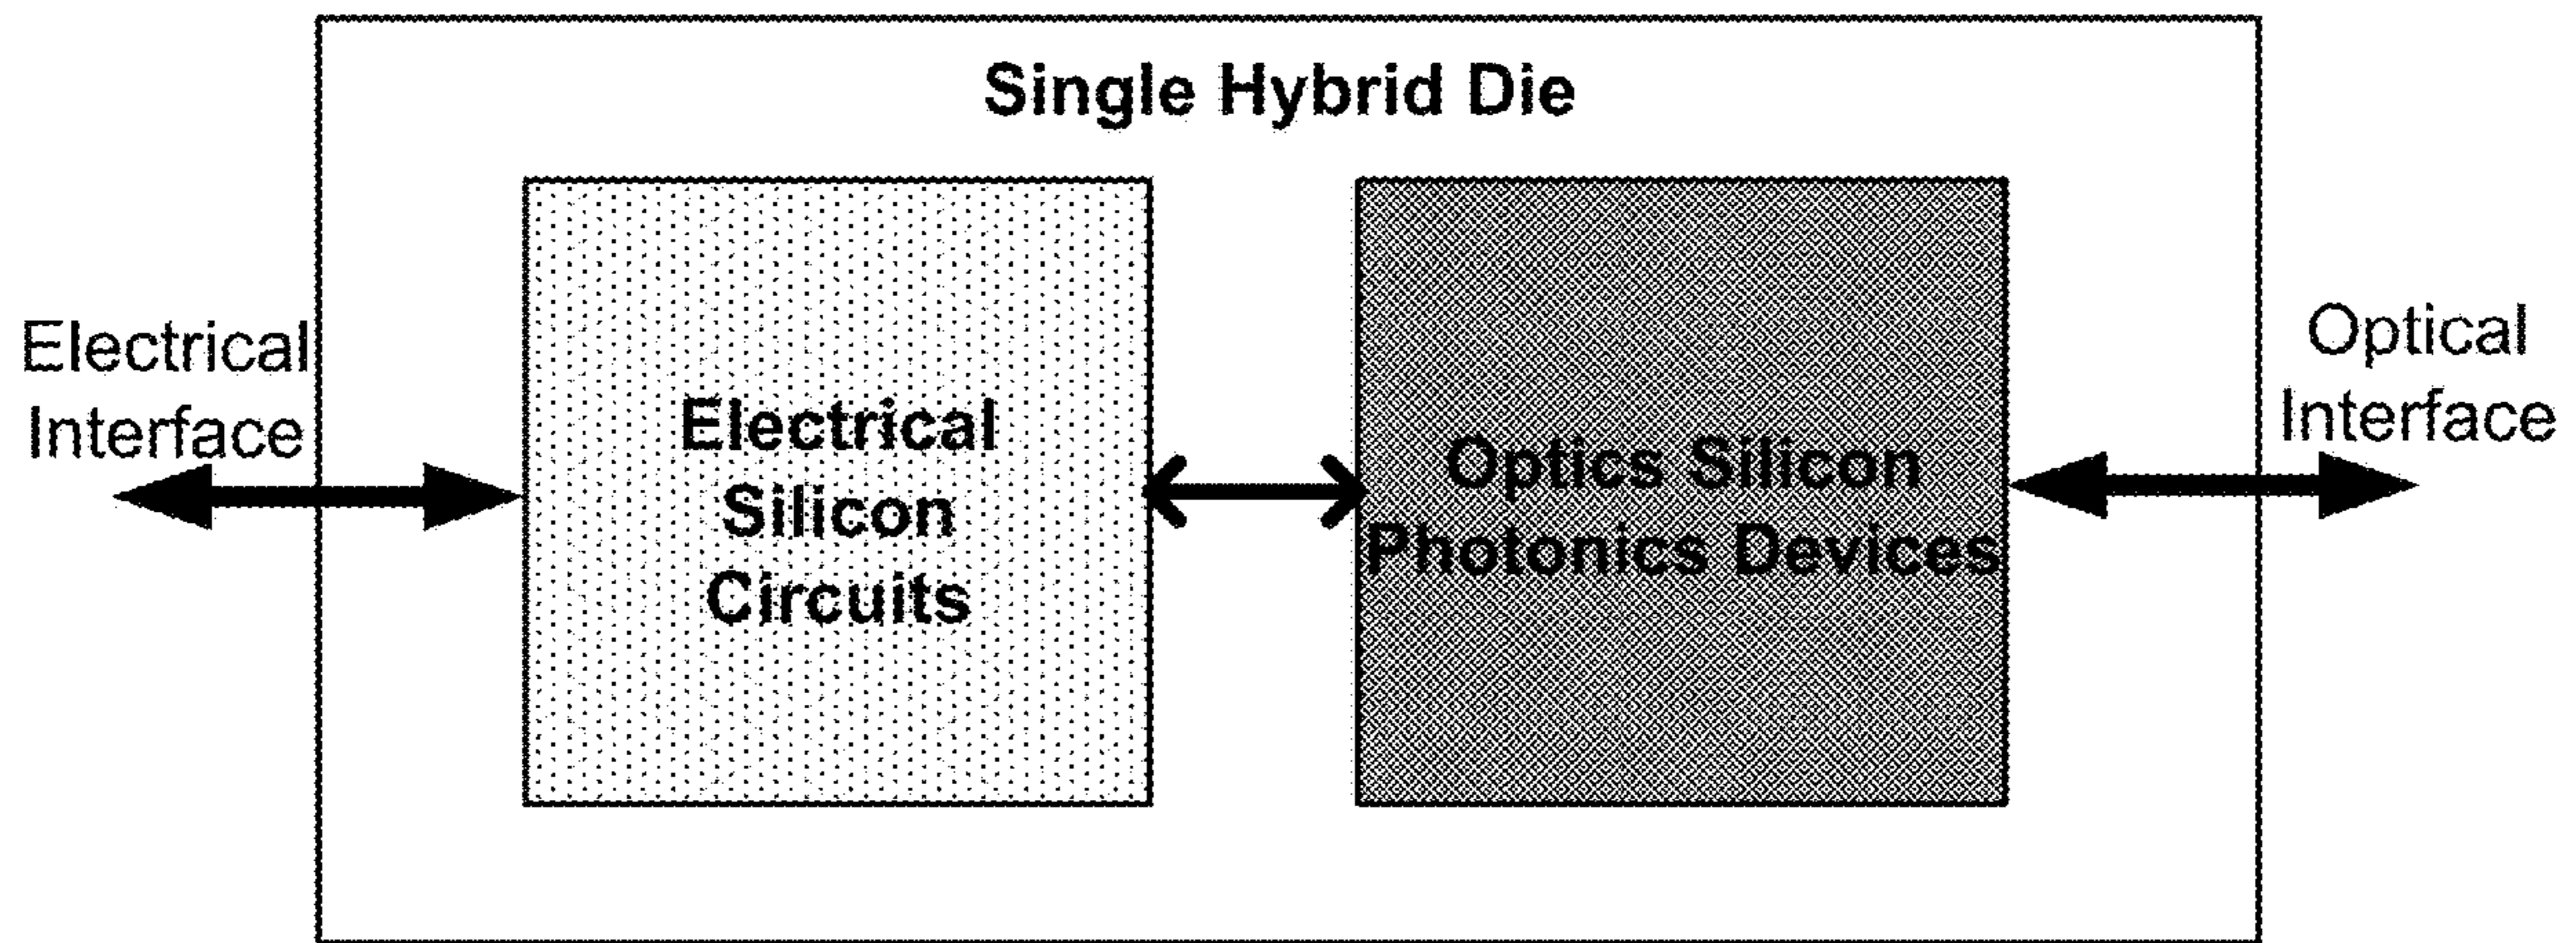 Single Hybrid Die
Electrical
Interface
Electrical
Silicon
Circuits
Optics Silicon
Photonics Devices
Optical
Interface